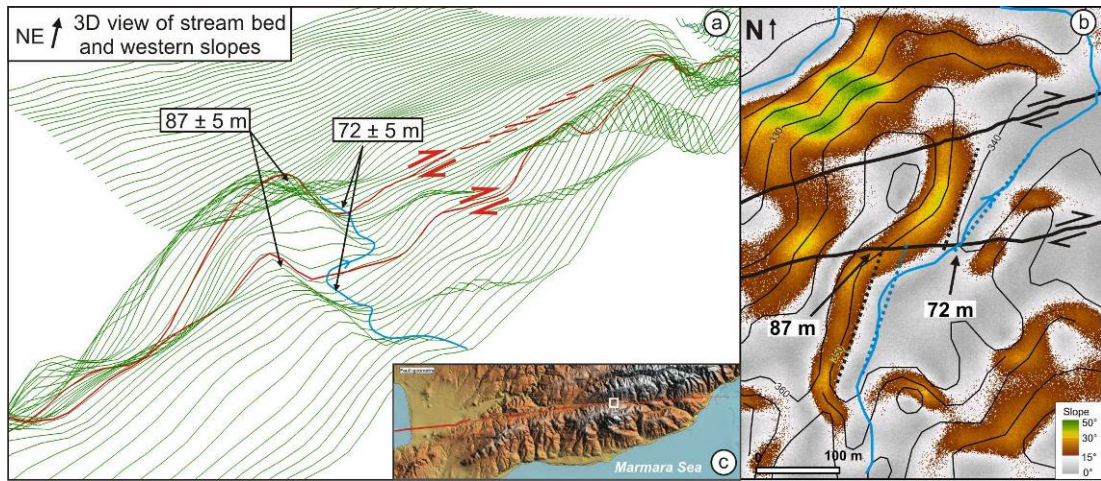 NE 3D view of stream bed
and western slopes
a
87 ± 5 m
72 ± 5 m
Marmara Sea
c
N
b
330
340
87 m
72 m
350
360
0 100 m
Slope
50°
30°
15°
0°